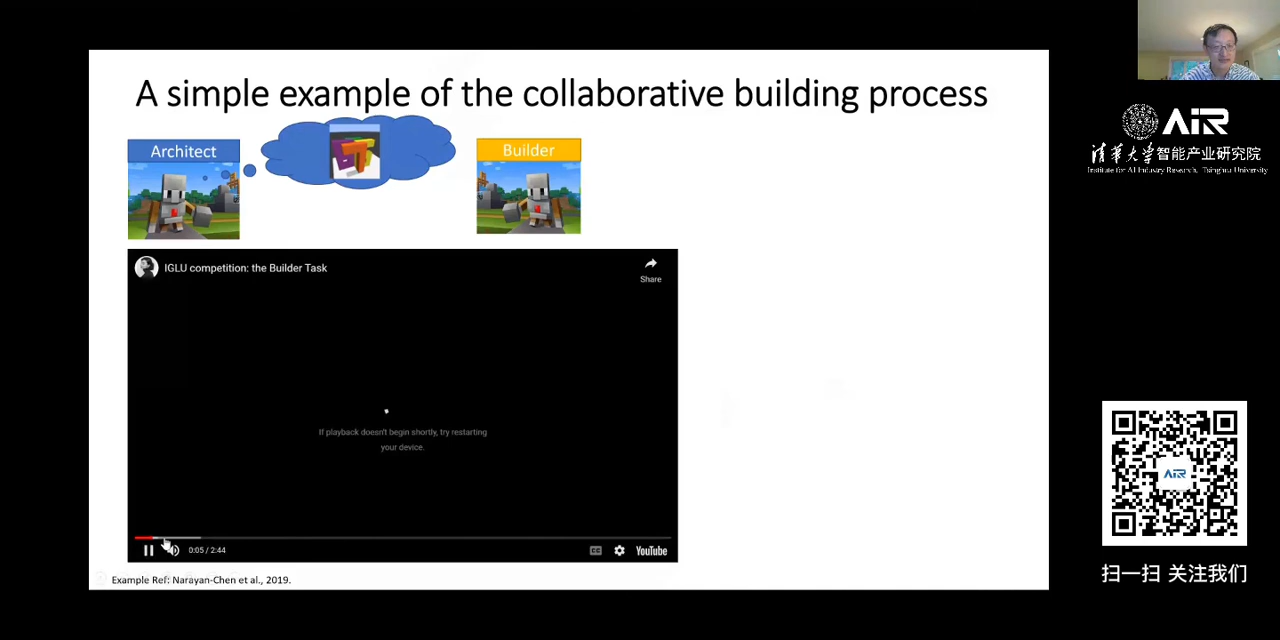 A simple example of the collaborative building process
Architect
Builder
IGLU competition: the Builder Task
Share
If playback doesn't begin shortly, try restarting
your device.
0:05 / 2:44
CC
YouTube
Example Ref: Narayan-Chen et al., 2019.
AIR
清华大学智能产业研究院
Institute for AI Industry Research, Tsinghua University
AIR
扫一扫 关注我们